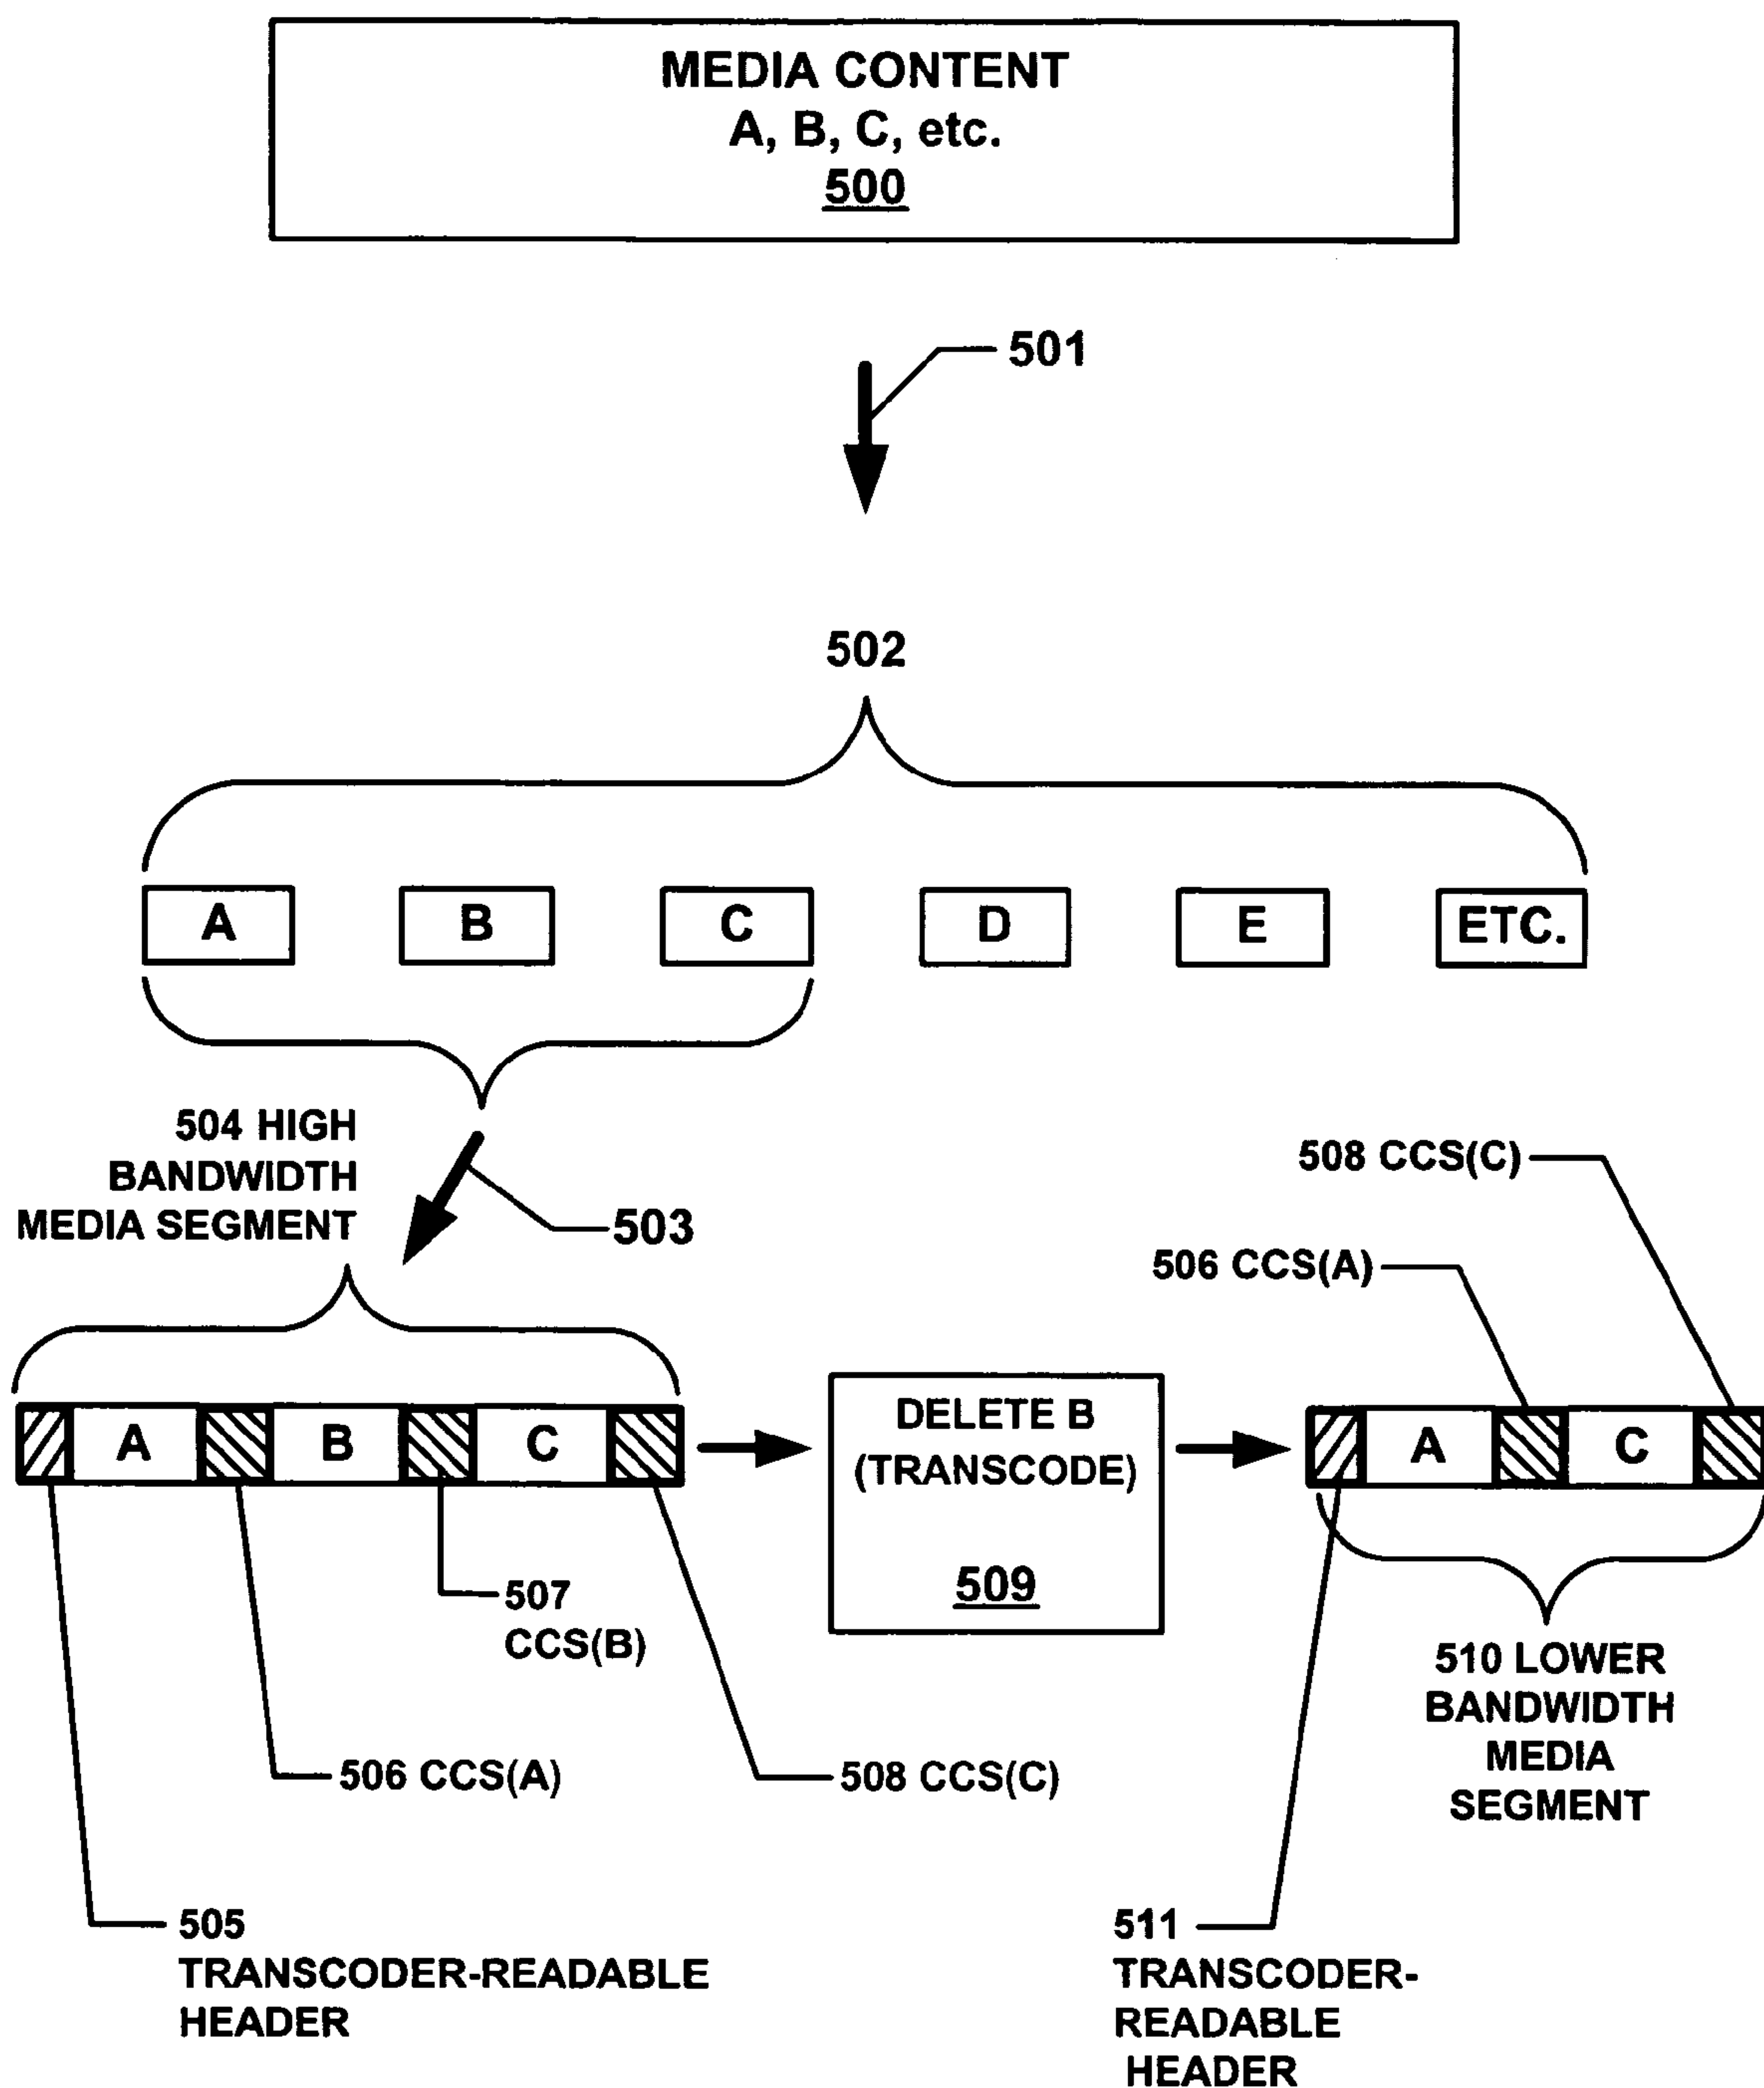 MEDIA CONTENT
A, B, C, etc.
500
501
502
A
B
C
D
E
ETC.
504 HIGH
BANDWIDTH
MEDIA SEGMENT
503
508 CCS(C)
506 CCS(A)
A
B
C
DELETE B
(TRANSCODE)
509
A
C
507
CCS(B)
510 LOWER
BANDWIDTH
MEDIA
SEGMENT
506 CCS(A)
508 CCS(C)
505
TRANSCODER-READABLE
HEADER
511
TRANSCODER-
READABLE
HEADER